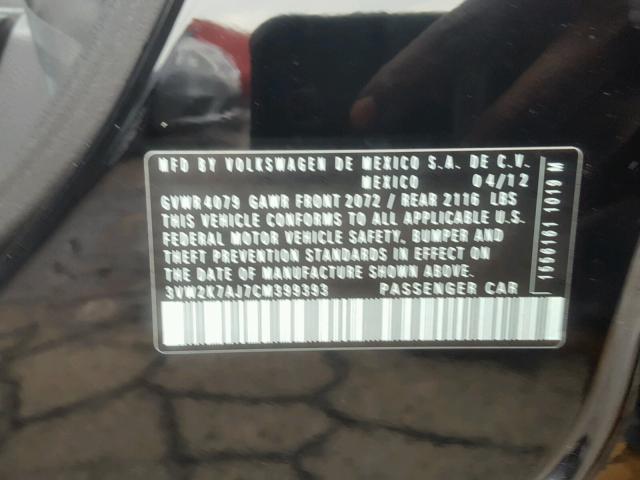 MFD BY VOLKSWAGEN DE MEXICO S.A. DE C.V.
MEXICO 04/12
GVWR 4079 GAWR FRONT 2072 / REAR 2116 LBS
THIS VEHICLE CONFORMS TO ALL APPLICABLE U.S.
FEDERAL MOTOR VEHICLE SAFETY, BUMPER AND
THEFT PREVENTION STANDARDS IN EFFECT ON
THE DATE OF MANUFACTURE SHOWN ABOVE.
3VW2K7AJ7CM399393 PASSENGER CAR
1019 M